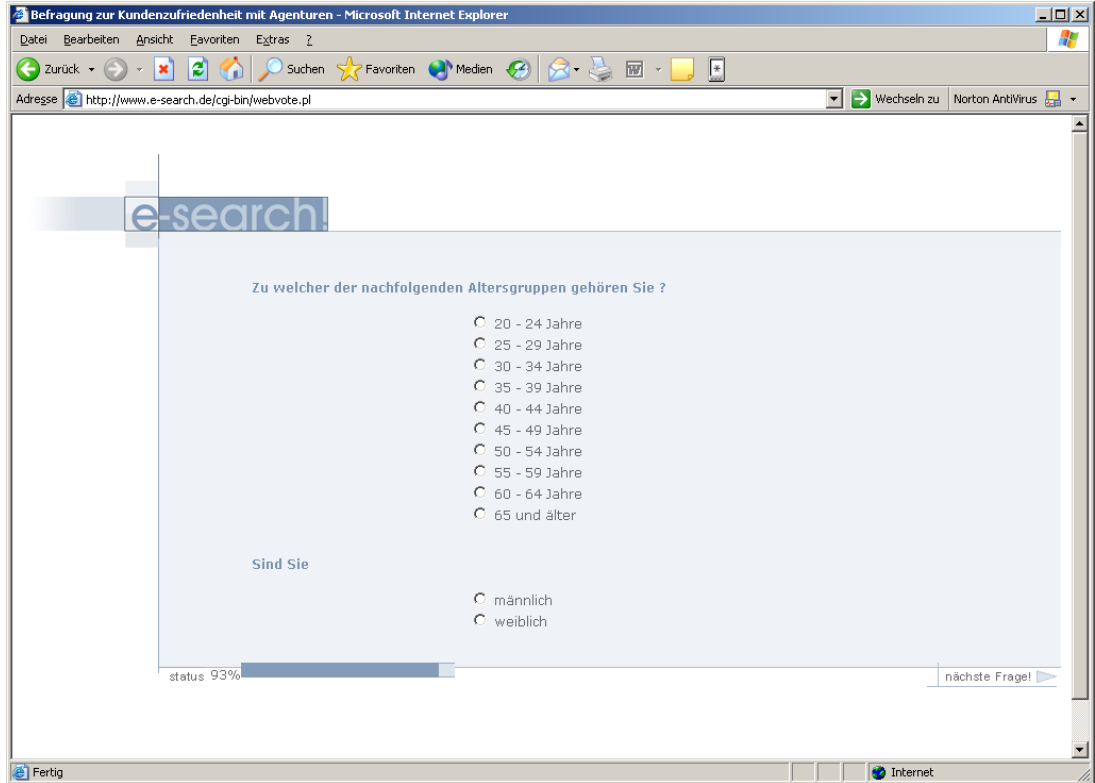 Befragung zur Kundenzufriedenheit mit Agenturen - Microsoft Internet Explorer
Datei Bearbeiten Ansicht Favoriten Extras ?
Zurück Suchen Favoriten Medien
Adresse http://www.e-search.de/cgi-bin/webvote.pl Wechseln zu Norton AntiVirus
e-search!
Zu welcher der nachfolgenden Altersgruppen gehören Sie ?
20 - 24 Jahre
25 - 29 Jahre
30 - 34 Jahre
35 - 39 Jahre
40 - 44 Jahre
45 - 49 Jahre
50 - 54 Jahre
55 - 59 Jahre
60 - 64 Jahre
65 und älter
Sind Sie
männlich
weiblich
status 93% nächste Frage!
Fertig Internet